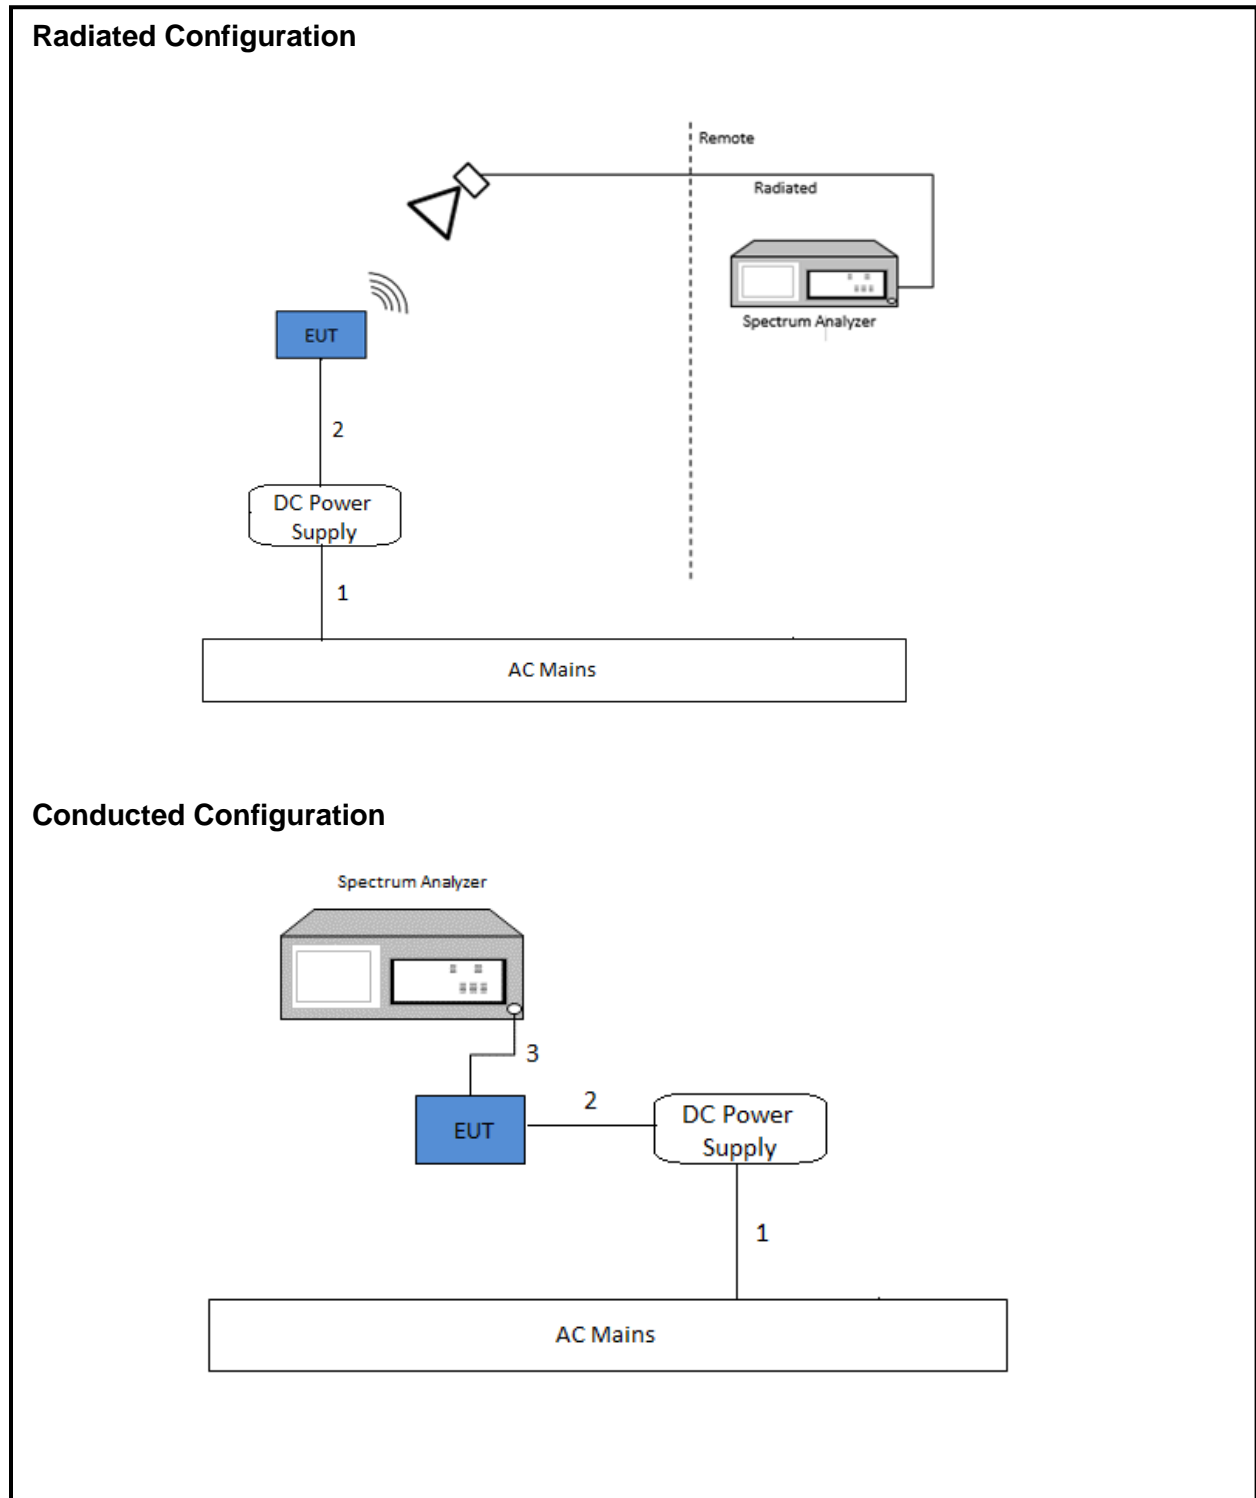 Radiated Configuration
Remote
Radiated
Spectrum Analyzer
EUT
2
DC Power
Supply
1
AC Mains
Conducted Configuration
Spectrum Analyzer
3
EUT
2
DC Power
Supply
1
AC Mains